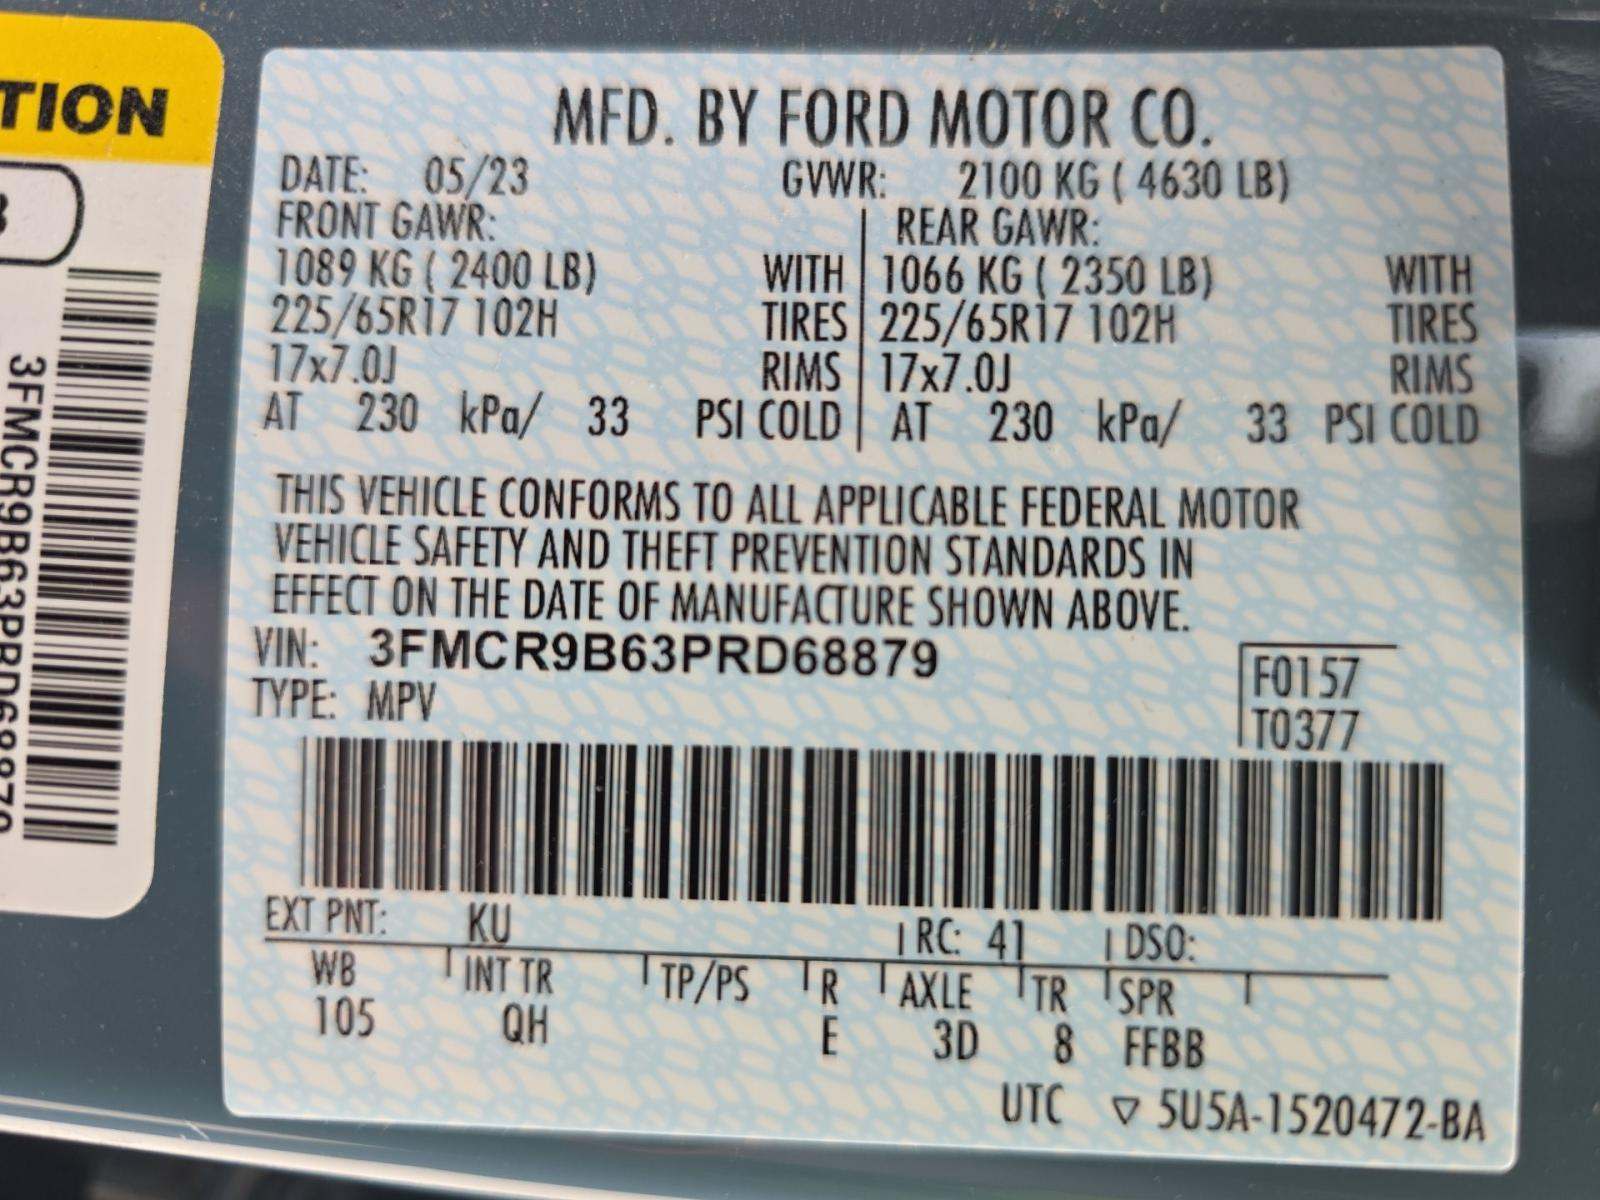 TION
3FMCR9B63PRD68879
MFD. BY FORD MOTOR CO.
DATE: 05/23 GVWR: 2100 KG ( 4630 LB)
FRONT GAWR: REAR GAWR:
1089 KG ( 2400 LB) WITH 1066 KG ( 2350 LB) WITH
225/65R17 102H TIRES 225/65R17 102H TIRES
17x7.0J RIMS 17x7.0J RIMS
AT 230 kPa/ 33 PSI COLD AT 230 kPa/ 33 PSI COLD
THIS VEHICLE CONFORMS TO ALL APPLICABLE FEDERAL MOTOR
VEHICLE SAFETY AND THEFT PREVENTION STANDARDS IN
EFFECT ON THE DATE OF MANUFACTURE SHOWN ABOVE.
VIN: 3FMCR9B63PRD68879 F0157
TYPE: MPV T0377
EXT PNT: KU RC: 41 DSO:
WB INT TR TP/PS R AXLE TR SPR
105 QH E 3D 8 FFBB
UTC ▽ 5U5A-1520472-BA